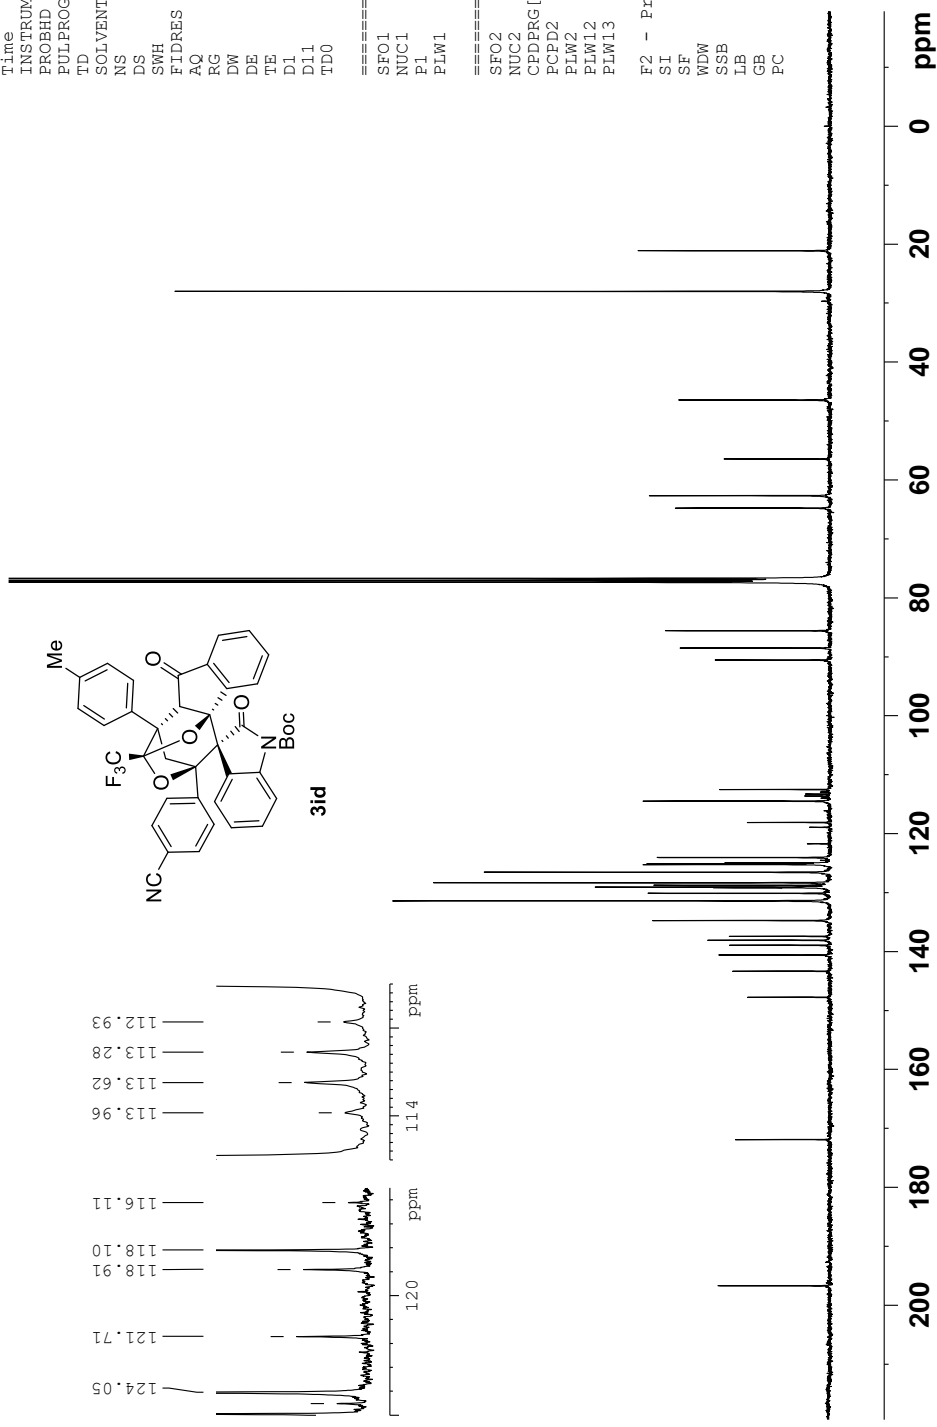 Time
INSTRUM
PROBHD
PULPROG
TD
SOLVENT
NS
DS
SWH
FIDRES
AQ
RG
DW
DE
TE
D1
D11
TD0
SFO1
NUC1
P1
PLW1
SFO2
NUC2
CPDPRG[
PCPD2
PLW2
PLW12
PLW13
F2 - Pr
SI
SF
WDW
SSB
LB
GB
PC
124.05
121.71
118.91
118.10
116.11
120
ppm
113.96
113.62
113.28
112.93
114
ppm
NC
F3C
Me
O
O
O
O
N
Boc
3id
200
180
160
140
120
100
80
60
40
20
0
ppm